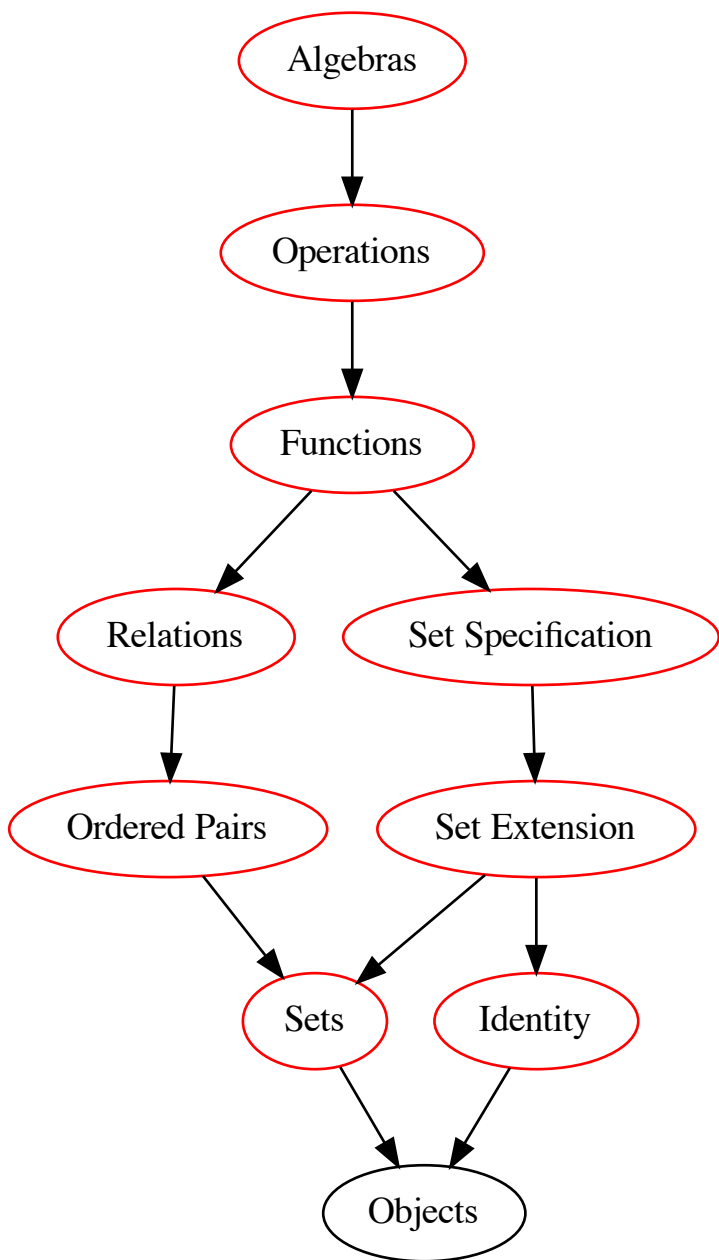 Algebras
Operations
Functions
Relations
Set Specification
Ordered Pairs
Set Extension
Sets
Identity
Objects